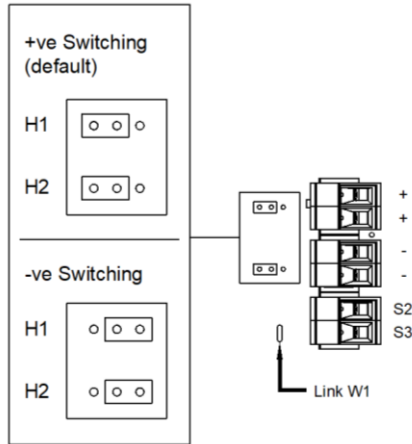 +ve Switching
(default)
H1
H2
-ve Switching
H1
H2
+
+
-
-
S2
S3
Link W1